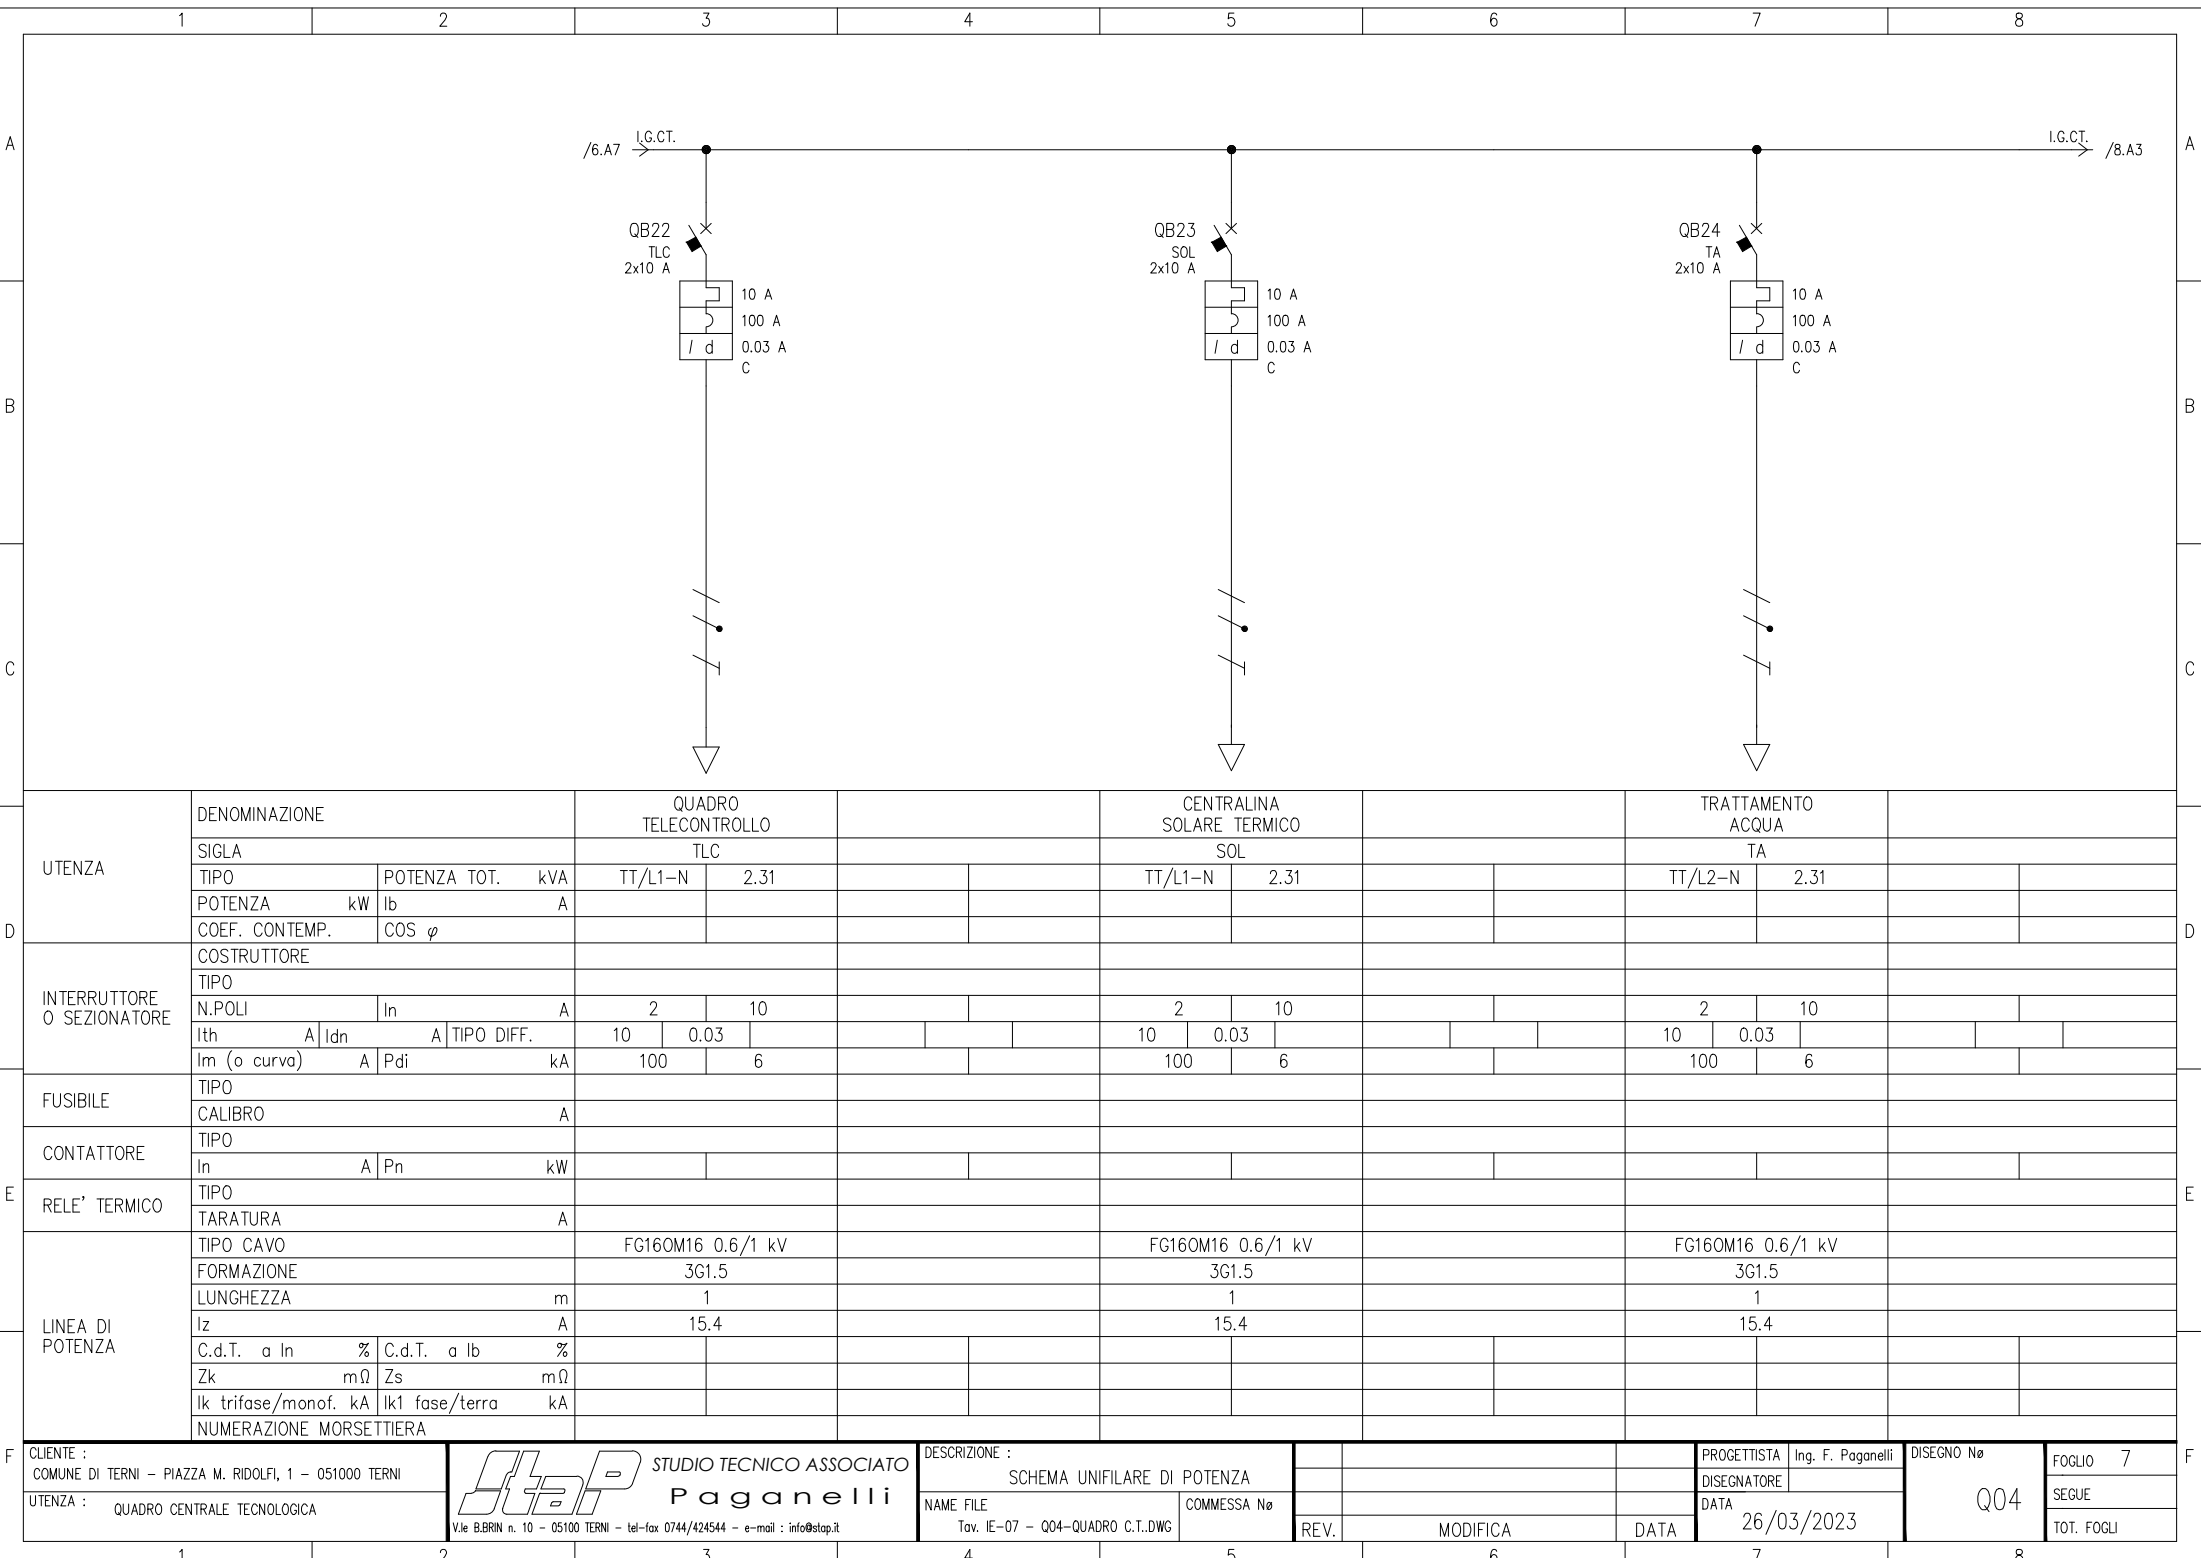 1 2 3 4 5 6 7 8
A A
/6.A7 I.G.CT. I.G.CT. /8.A3
QB22 QB23 QB24
TLC SOL TA
2x10 A 2x10 A 2x10 A
10 A 10 A 10 A
100 A 100 A 100 A
I d 0.03 A I d 0.03 A I d 0.03 A
C C C
B B
C C
UTENZA
DENOMINAZIONE QUADRO TELECONTROLLO CENTRALINA SOLARE TERMICO TRATTAMENTO ACQUA
SIGLA TLC SOL TA
TIPO POTENZA TOT. kVA TT/L1-N 2.31 TT/L1-N 2.31 TT/L2-N 2.31
POTENZA kW Ib A
D COEF. CONTEMP. COS φ D
INTERRUTTORE
O SEZIONATORE
COSTRUTTORE
TIPO
N.POLI In A 2 10 2 10 2 10
Ith A Idn A TIPO DIFF. 10 0.03 10 0.03 10 0.03
Im (o curva) A Pdi kA 100 6 100 6 100 6
FUSIBILE
TIPO
CALIBRO A
CONTATTORE
TIPO
In A Pn kW
E RELE' TERMICO E
TIPO
TARATURA A
LINEA DI
POTENZA
TIPO CAVO FG16OM16 0.6/1 kV FG16OM16 0.6/1 kV FG16OM16 0.6/1 kV
FORMAZIONE 3G1.5 3G1.5 3G1.5
LUNGHEZZA m 1 1 1
Iz A 15.4 15.4 15.4
C.d.T. a In % C.d.T. a Ib %
Zk mΩ Zs mΩ
Ik trifase/monof. kA Ik1 fase/terra kA
NUMERAZIONE MORSETTIERA
F F
CLIENTE :
COMUNE DI TERNI - PIAZZA M. RIDOLFI, 1 - 051000 TERNI
UTENZA : QUADRO CENTRALE TECNOLOGICA
StaP
STUDIO TECNICO ASSOCIATO
Paganelli
V.le B.BRIN n. 10 - 05100 TERNI - tel-fax 0744/424544 - e-mail : info@stap.it
DESCRIZIONE :
SCHEMA UNIFILARE DI POTENZA
NAME FILE
Tav. IE-07 - Q04-QUADRO C.T..DWG
COMMESSA Nø
REV. MODIFICA DATA
PROGETTISTA Ing. F. Paganelli
DISEGNATORE
DATA
26/03/2023
DISEGNO Nø
Q04
FOGLIO 7
SEGUE
TOT. FOGLI
1 2 3 4 5 6 7 8